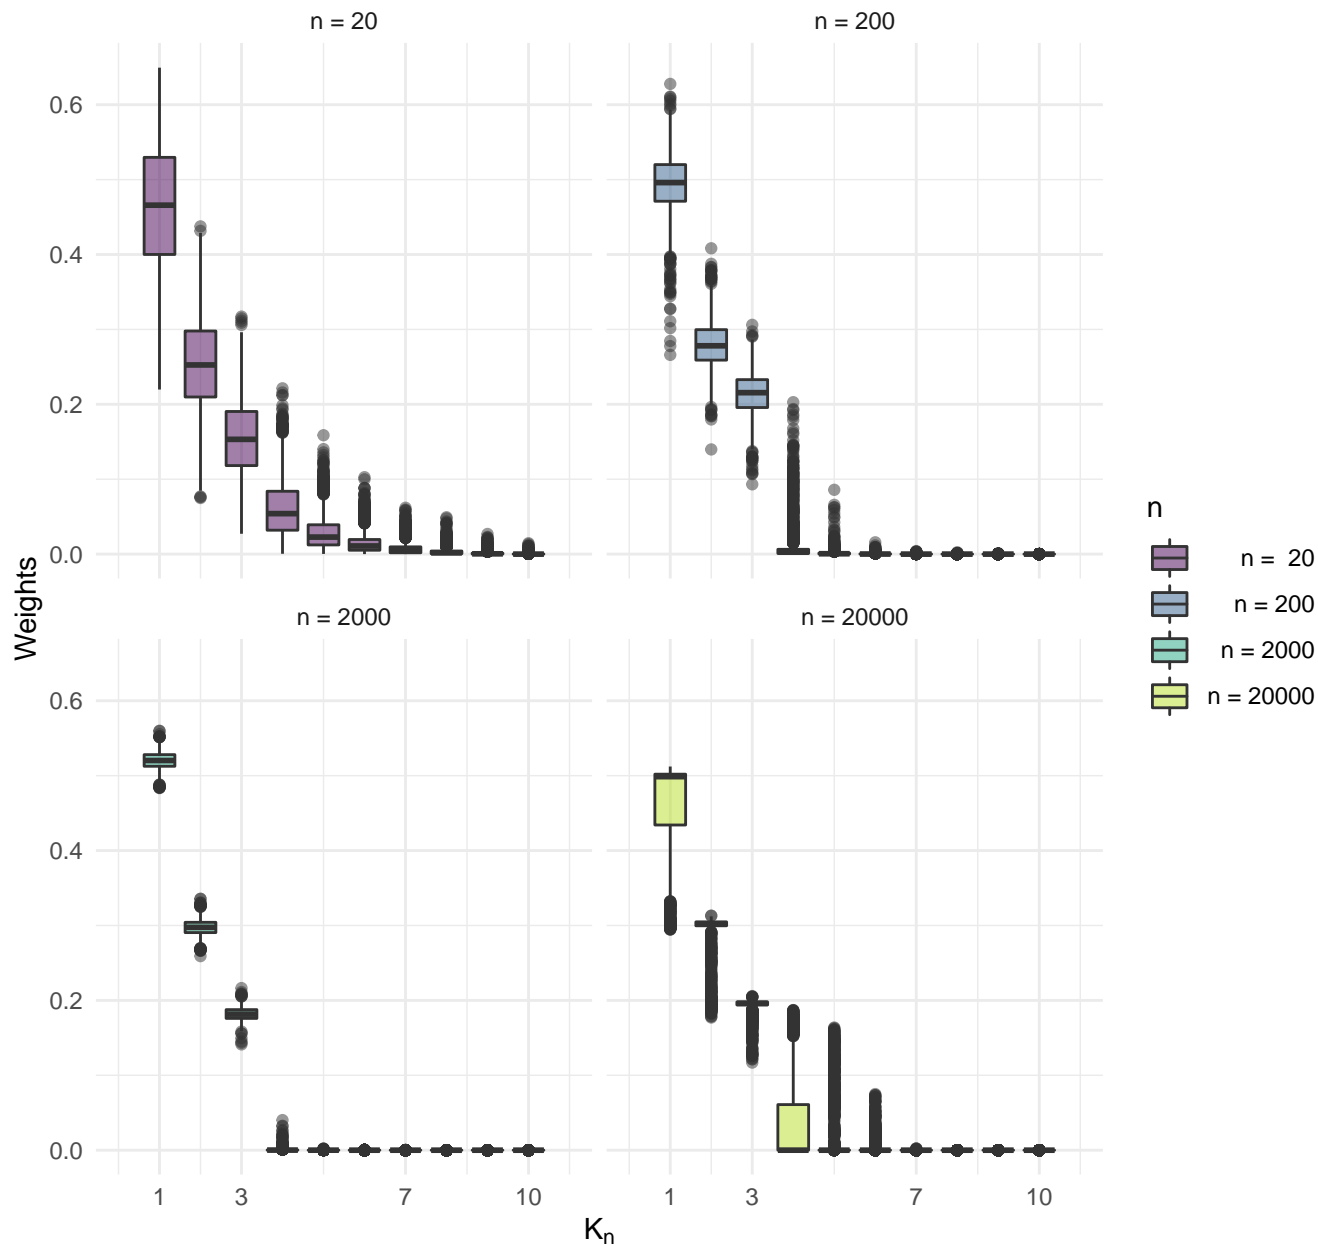 n = 20
n = 200
0.6
0.4
0.2
0.0
n = 2000
n = 20000
0.6
0.4
0.2
0.0
1 3 7 10
1 3 7 10
Weights
Kn
n
n = 20
n = 200
n = 2000
n = 20000